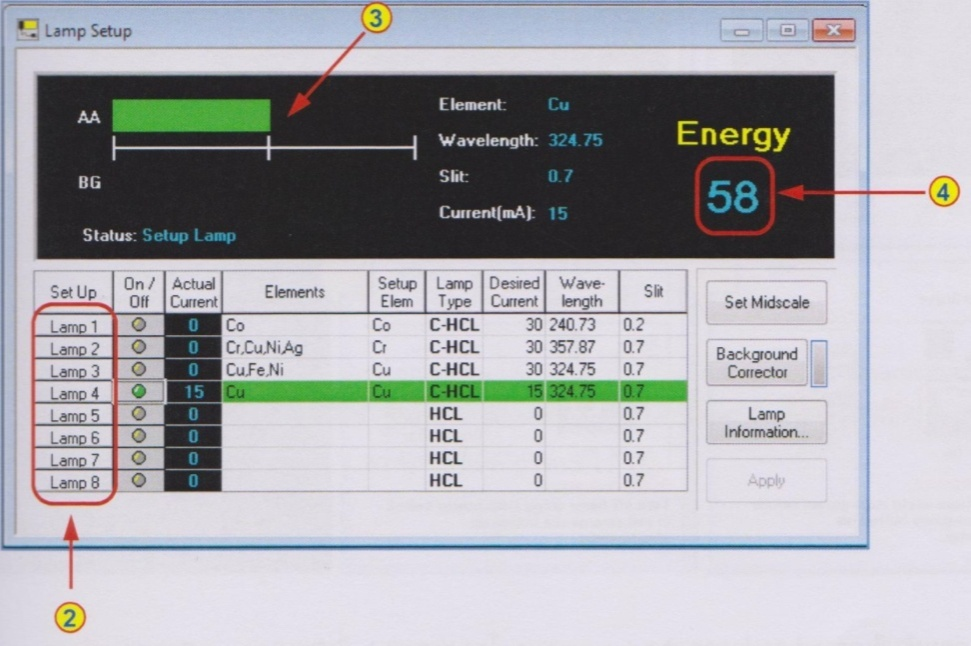 3
Lamp Setup
AA
BG
Status: Setup Lamp
Element: Cu
Wavelength: 324.75
Slit: 0.7
Current(mA): 15
Energy
58
4
Set Up On / Off Actual Current Elements Setup Elem Lamp Type Desired Current Wave-length Slit
Lamp 1 0 Co Co C-HCL 30 240.73 0.2
Lamp 2 0 Cr,Cu,Ni,Ag Cr C-HCL 30 357.87 0.7
Lamp 3 0 Cu,Fe,Ni Cu C-HCL 30 324.75 0.7
Lamp 4 15 Cu Cu C-HCL 15 324.75 0.7
Lamp 5 0 HCL 0 0.7
Lamp 6 0 HCL 0 0.7
Lamp 7 0 HCL 0 0.7
Lamp 8 0 HCL 0 0.7
Set Midscale
Background
Corrector
Lamp
Information...
Apply
2